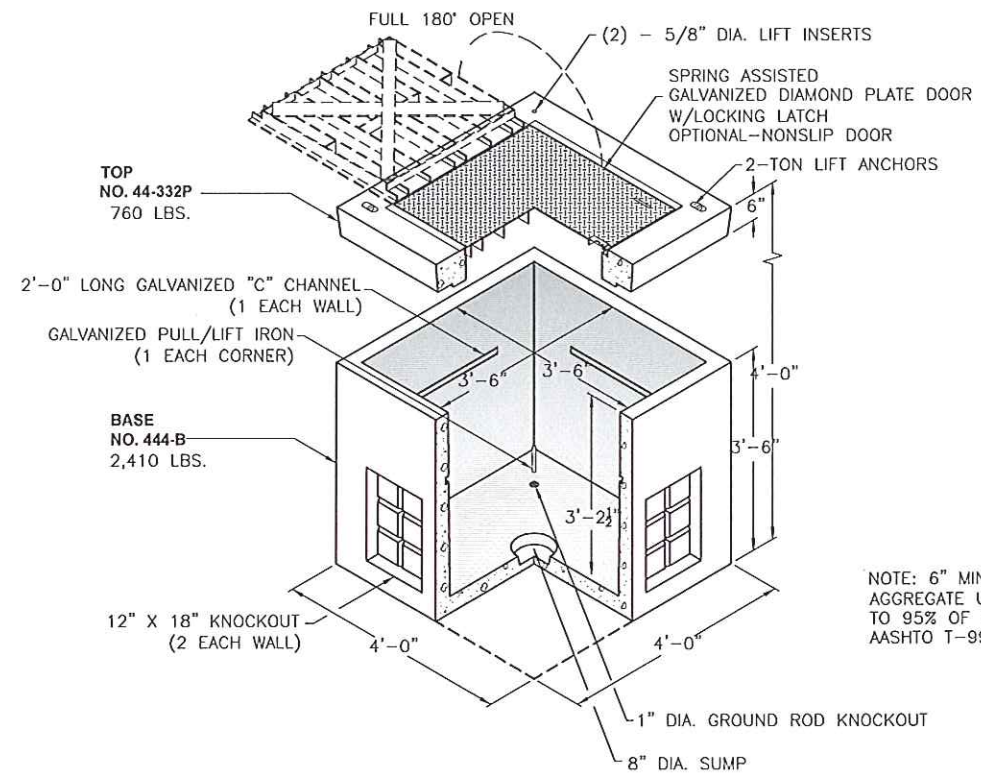 FULL 180° OPEN
(2) - 5/8" DIA. LIFT INSERTS
SPRING ASSISTED
GALVANIZED DIAMOND PLATE DOOR
W/LOCKING LATCH
OPTIONAL-NONSLIP DOOR
2-TON LIFT ANCHORS
TOP
NO. 44-332P
760 LBS.
6"
2'-0" LONG GALVANIZED "C" CHANNEL
(1 EACH WALL)
GALVANIZED PULL/LIFT IRON
(1 EACH CORNER)
3'-6"
3'-6"
4'-0"
BASE
NO. 444-B
2,410 LBS.
3'-6"
3'-2½"
12" X 18" KNOCKOUT
(2 EACH WALL)
4'-0"
4'-0"
NOTE: 6" MIN
AGGREGATE U
TO 95% OF
AASHTO T-99
1" DIA. GROUND ROD KNOCKOUT
8" DIA. SUMP